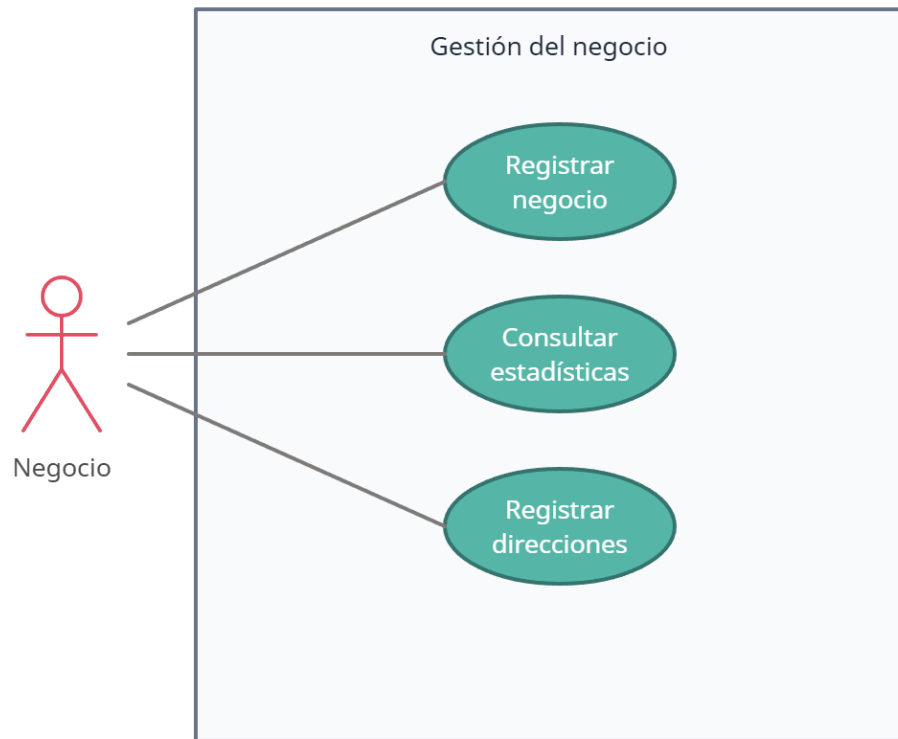 Gestión del negocio
Registrar
negocio
Consultar
estadísticas
Negocio
Registrar
direcciones